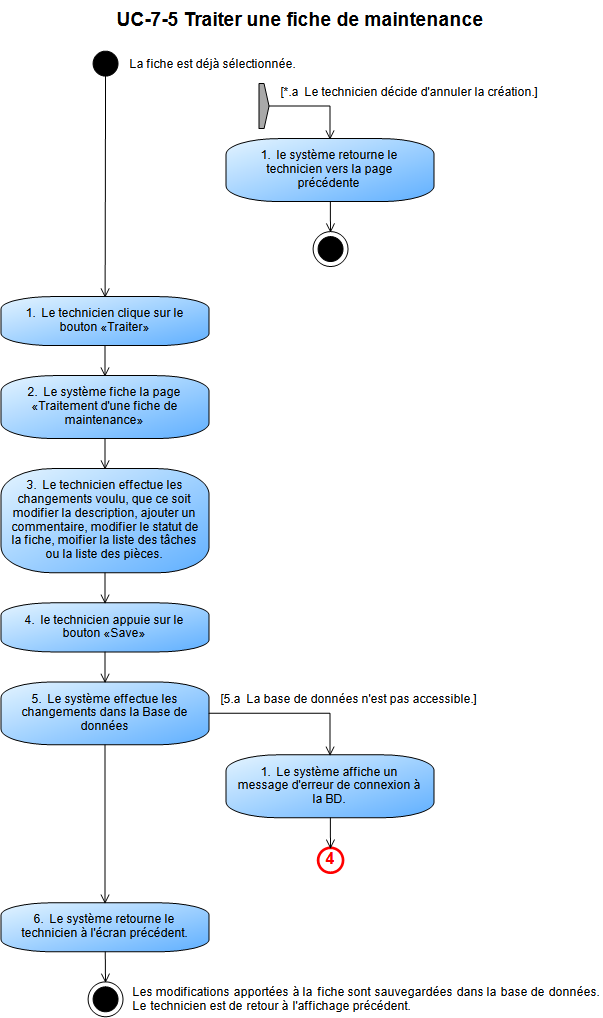 UC-7-5 Traiter une fiche de maintenance
La fiche est déjà sélectionnée.
[*.a  Le technicien décide d'annuler la création.]
1.  le système retourne le
technicien vers la page
précédente
1.  Le technicien clique sur le
bouton «Traiter»
2.  Le système fiche la page
«Traitement d'une fiche de
maintenance»
3.  Le technicien effectue les
changements voulu, que ce soit
modifier la description, ajouter un
commentaire, modifier le statut de
la fiche, moifier la liste des tâches
ou la liste des pièces.
4.  le technicien appuie sur le
bouton «Save»
5.  Le système effectue les
changements dans la Base de
données
[5.a  La base de données n'est pas accessible.]
1.  Le système affiche un
message d'erreur de connexion à
la BD.
4
6.  Le système retourne le
technicien à l'écran précédent.
Les modifications apportées à la fiche sont sauvegardées dans la base de données.
Le technicien est de retour à l'affichage précédent.